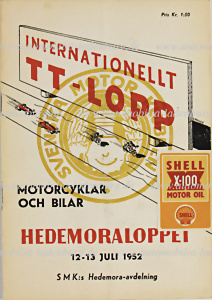 Pris Kr. 1:50
INTERNATIONELLT
TT-LOPP
MOTOR
MOTORCYKLAR
OCH BILAR
SHELL
X-100
MOTOR OIL
SHELL
HEDEMORALOPPET
12-13 JULI 1952
SMK:s Hedemora-avdelning